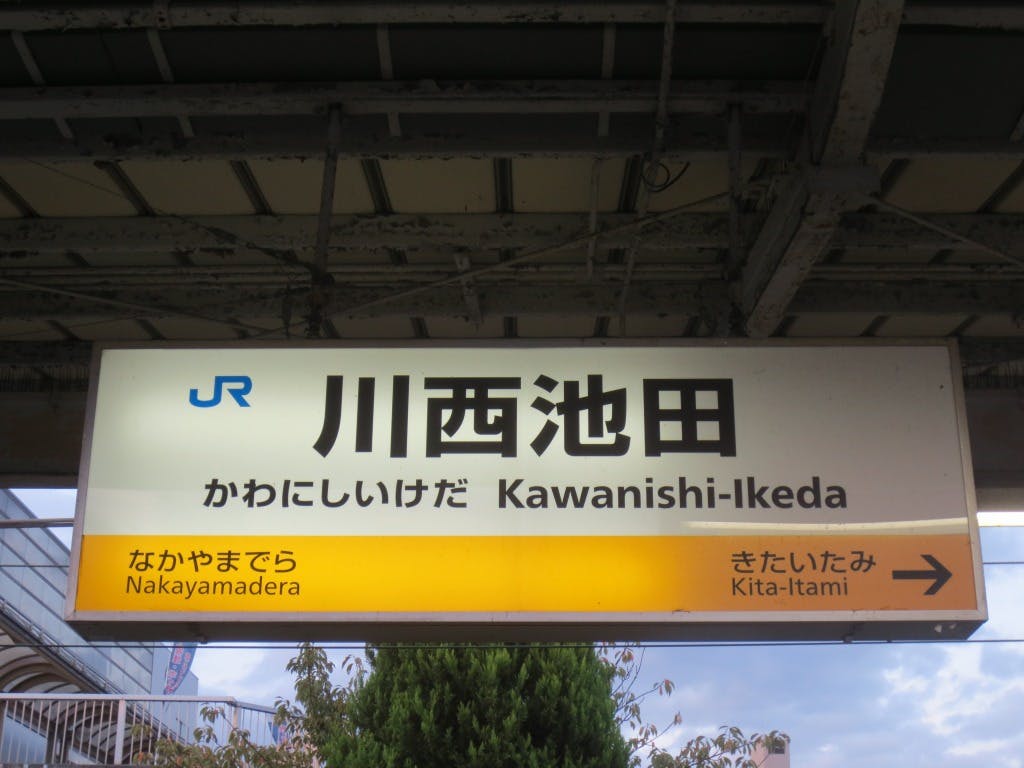 JR 川西池田
かわにしいけだ Kawanishi-Ikeda
なかやまでら
Nakayamadera
きたいたみ →
Kita-Itami